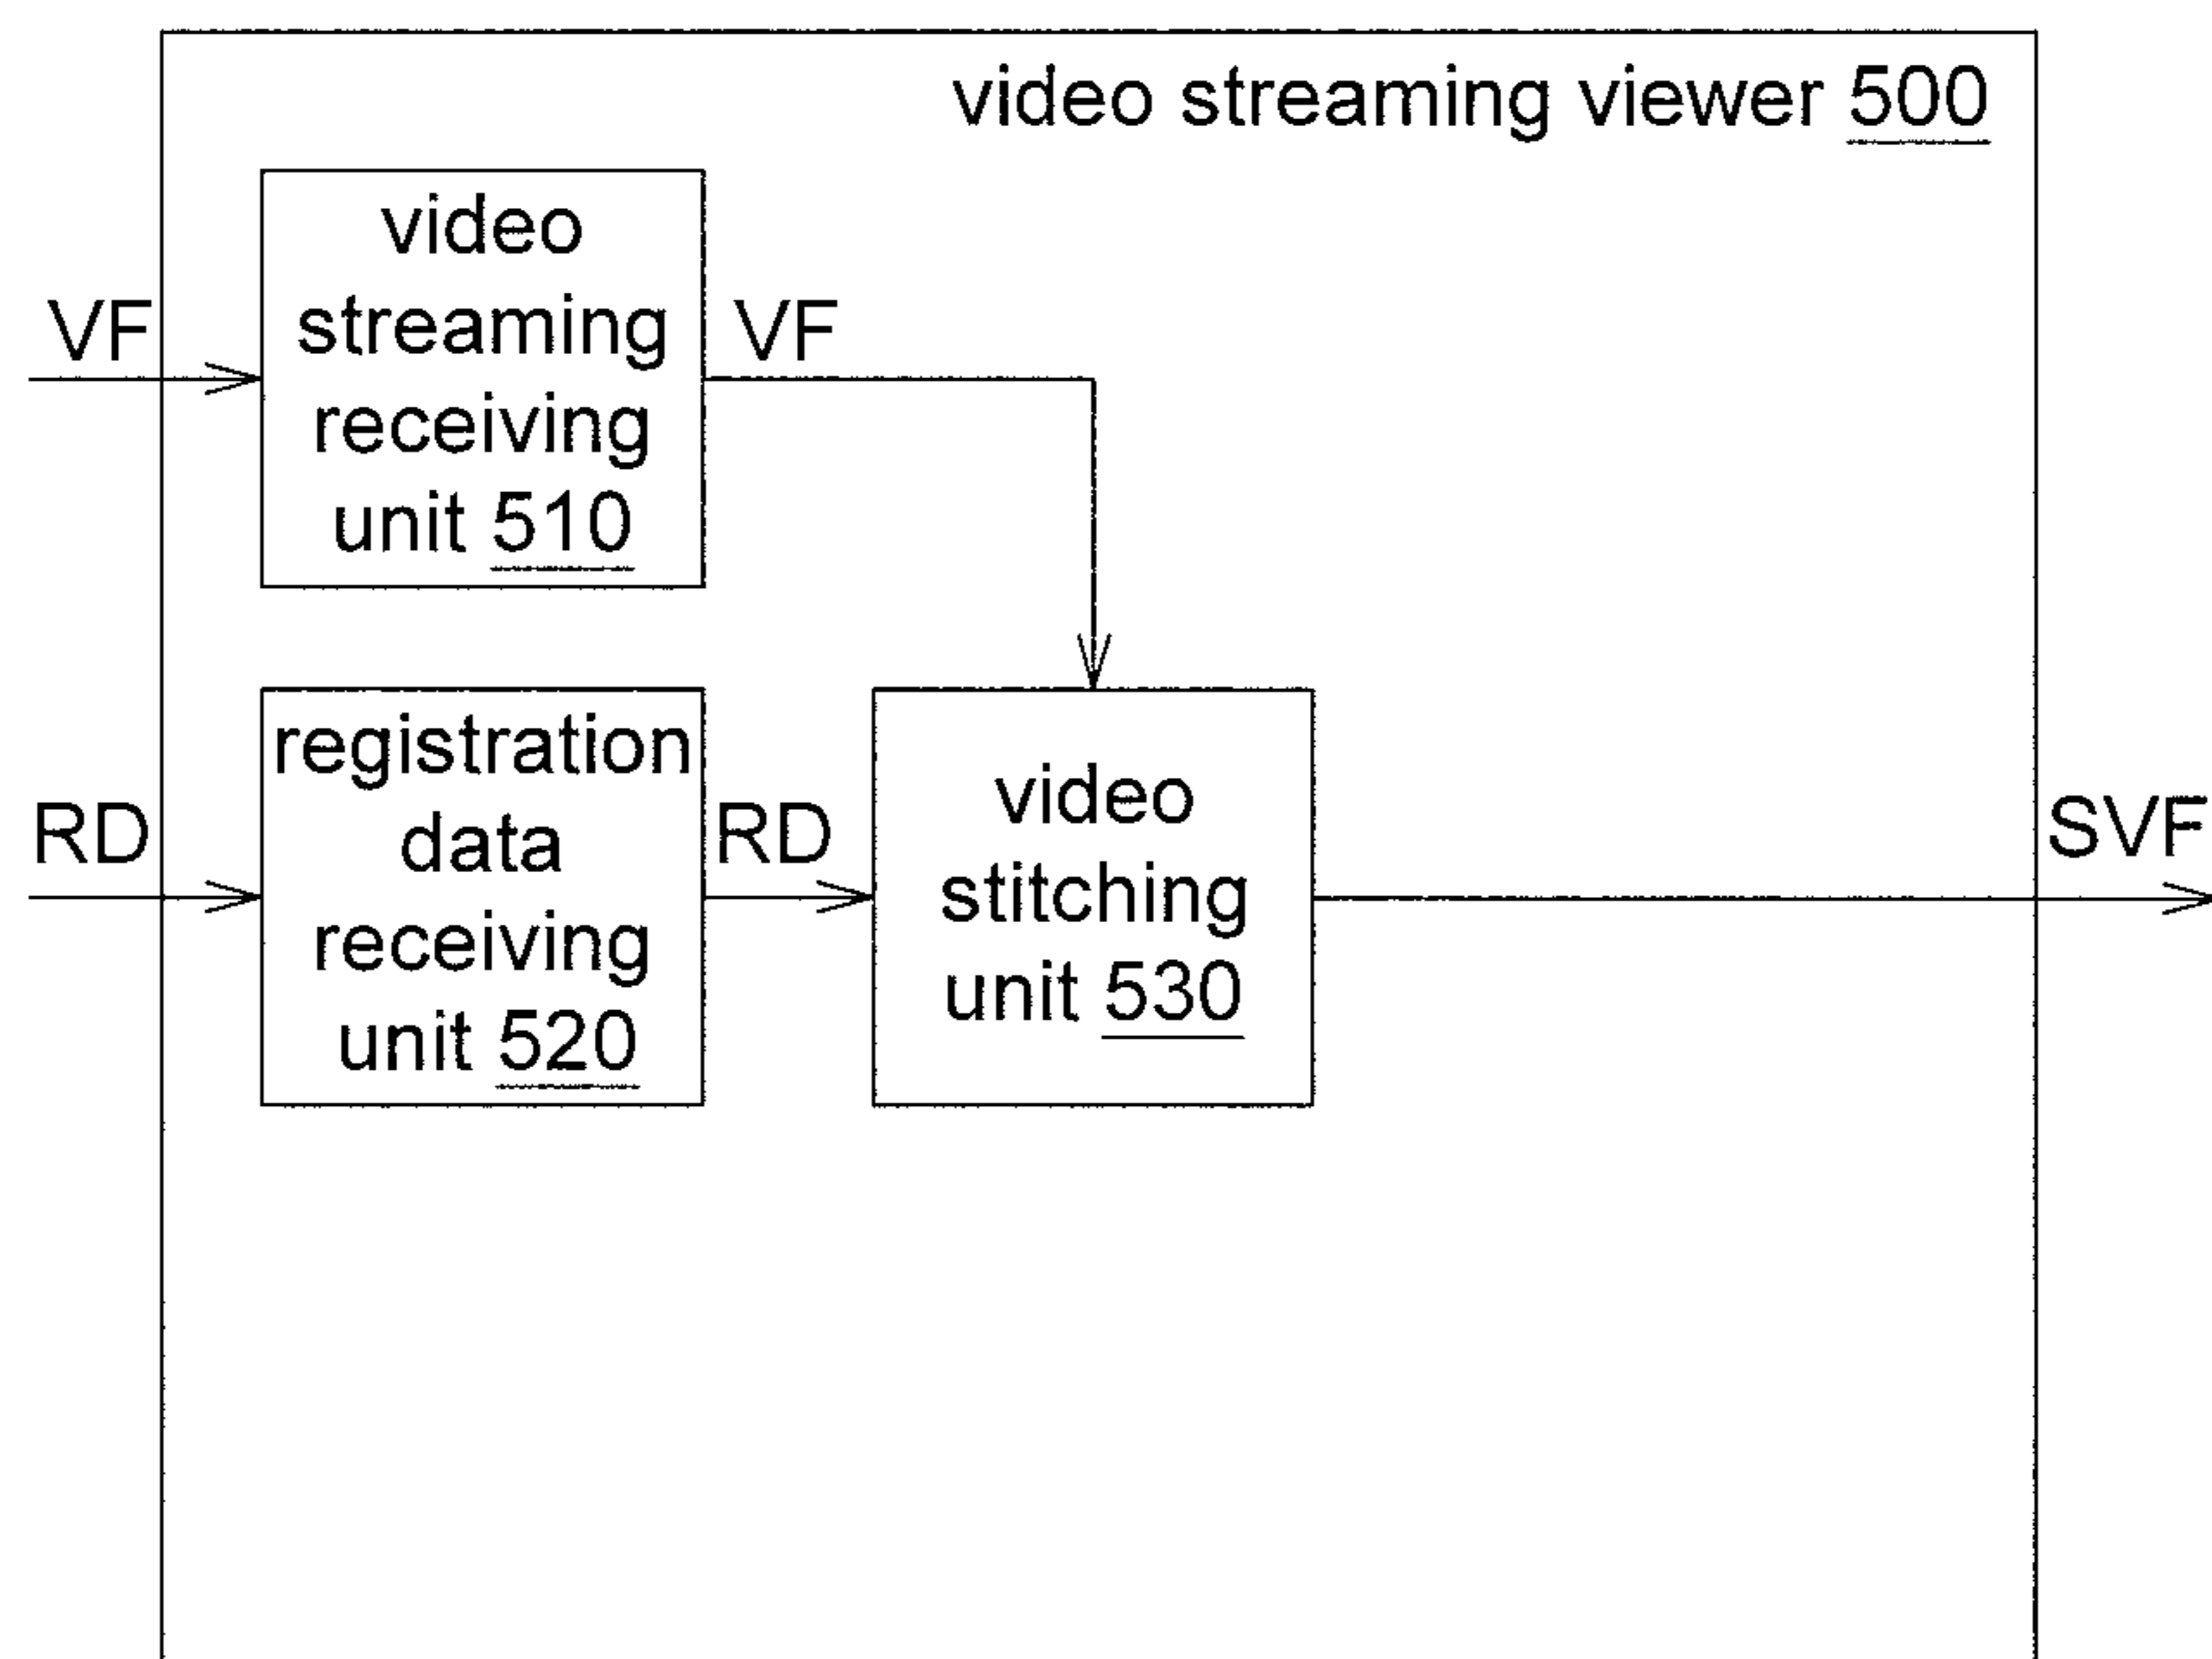 video streaming viewer 500
video
streaming
receiving
unit 510
VF
VF
registration
data
receiving
unit 520
RD
RD
video
stitching
unit 530
SVF